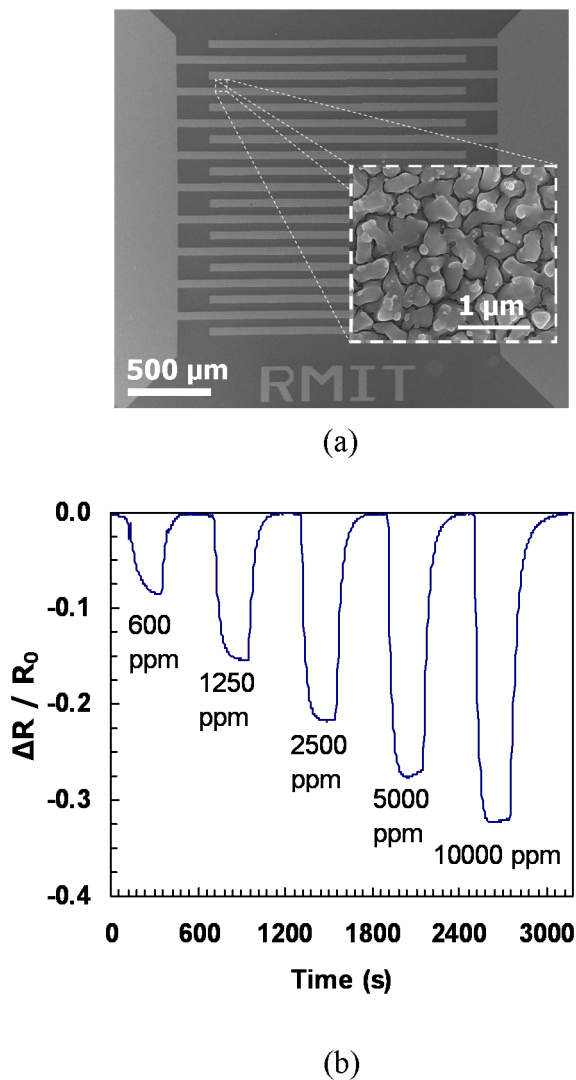 1 µm
500 µm
RMIT
(a)
0.0
-0.1
-0.2
-0.3
-0.4
ΔR / R₀
600
ppm
1250
ppm
2500
ppm
5000
ppm
10000 ppm
0 600 1200 1800 2400 3000
Time (s)
(b)